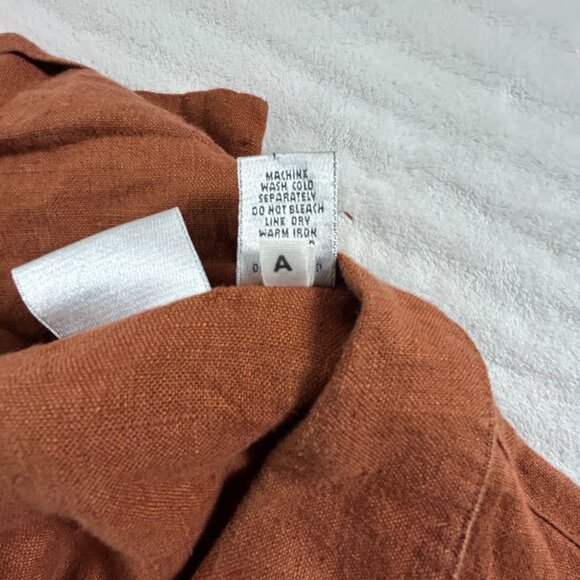 MACHINE
WASH COLD
SEPARATELY
DO NOT BLEACH
LINE DRY
WARM IRON
A